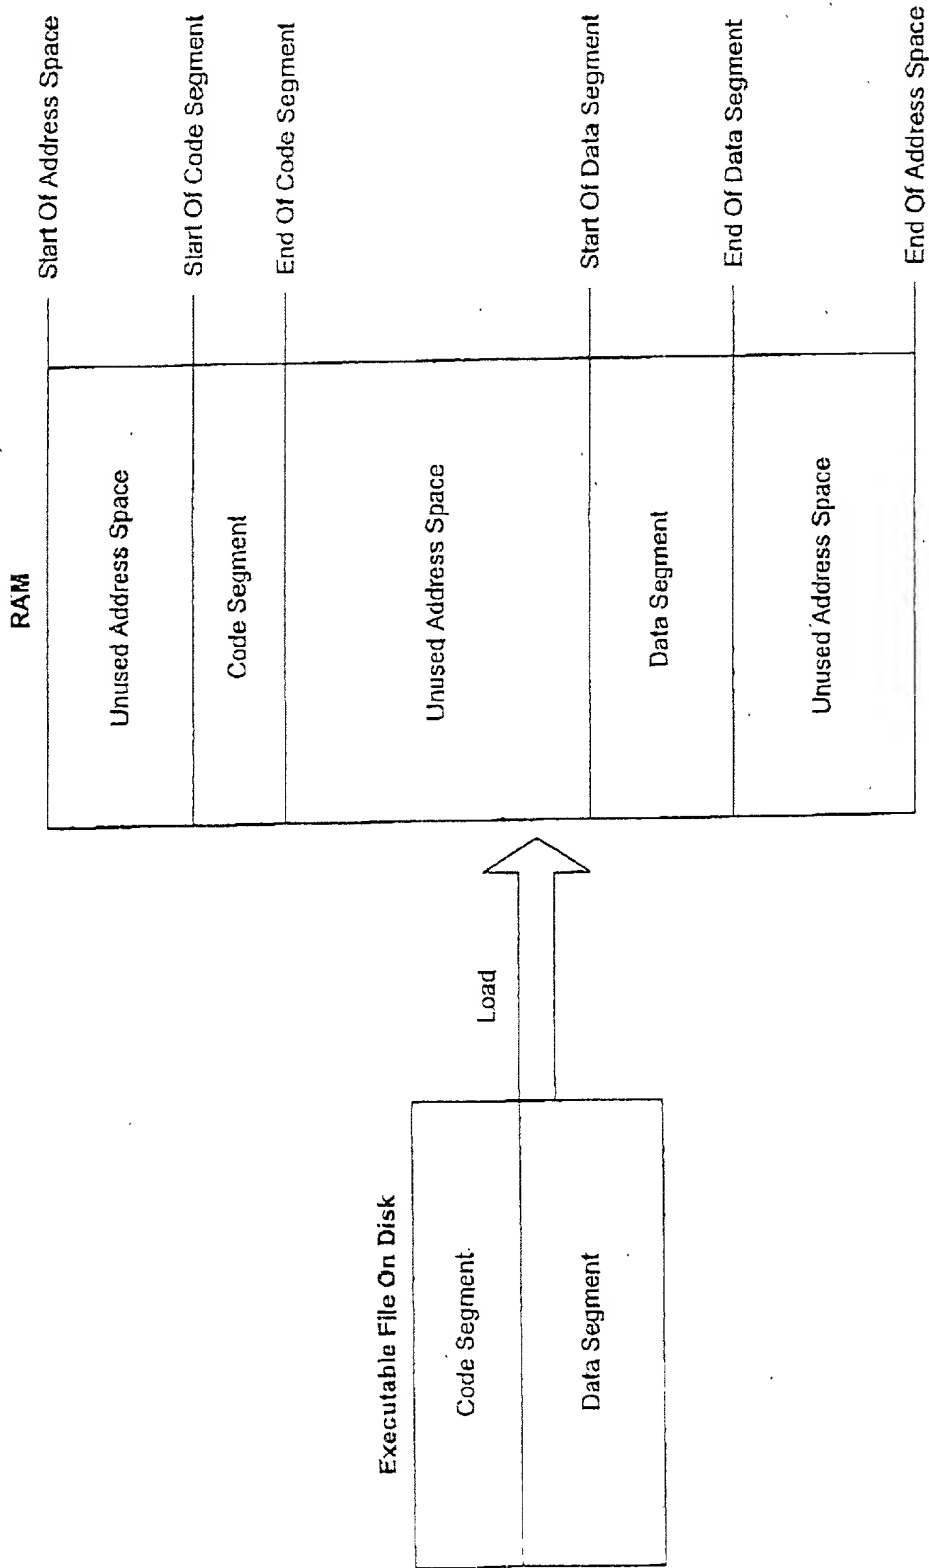 Executable File On Disk
Code Segment
Data Segment
Load
RAM
Unused Address Space
Code Segment
Unused Address Space
Data Segment
Unused Address Space
Start Of Address Space
Start Of Code Segment
End Of Code Segment
Start Of Data Segment
End Of Data Segment
End Of Address Space